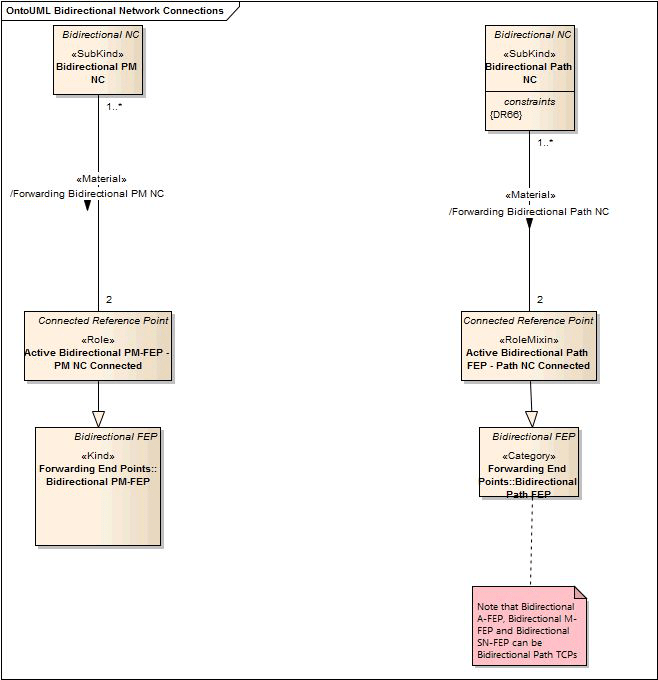 OntoUML Bidirectional Network Connections
Bidirectional NC
«SubKind»
Bidirectional PM
NC
1..*
«Material»
/Forwarding Bidirectional PM NC
2
Connected Reference Point
«Role»
Active Bidirectional PM-FEP -
PM NC Connected
Bidirectional FEP
«Kind»
Forwarding End Points::
Bidirectional PM-FEP
Bidirectional NC
«SubKind»
Bidirectional Path
NC
constraints
{DR66}
1..*
«Material»
/Forwarding Bidirectional Path NC
2
Connected Reference Point
«RoleMixin»
Active Bidirectional Path
FEP - Path NC Connected
Bidirectional FEP
«Category»
Forwarding End
Points::Bidirectional
Path FEP
Note that Bidirectional
A-FEP, Bidirectional M-
FEP and Bidirectional
SN-FEP can be
Bidirectional Path TCPs